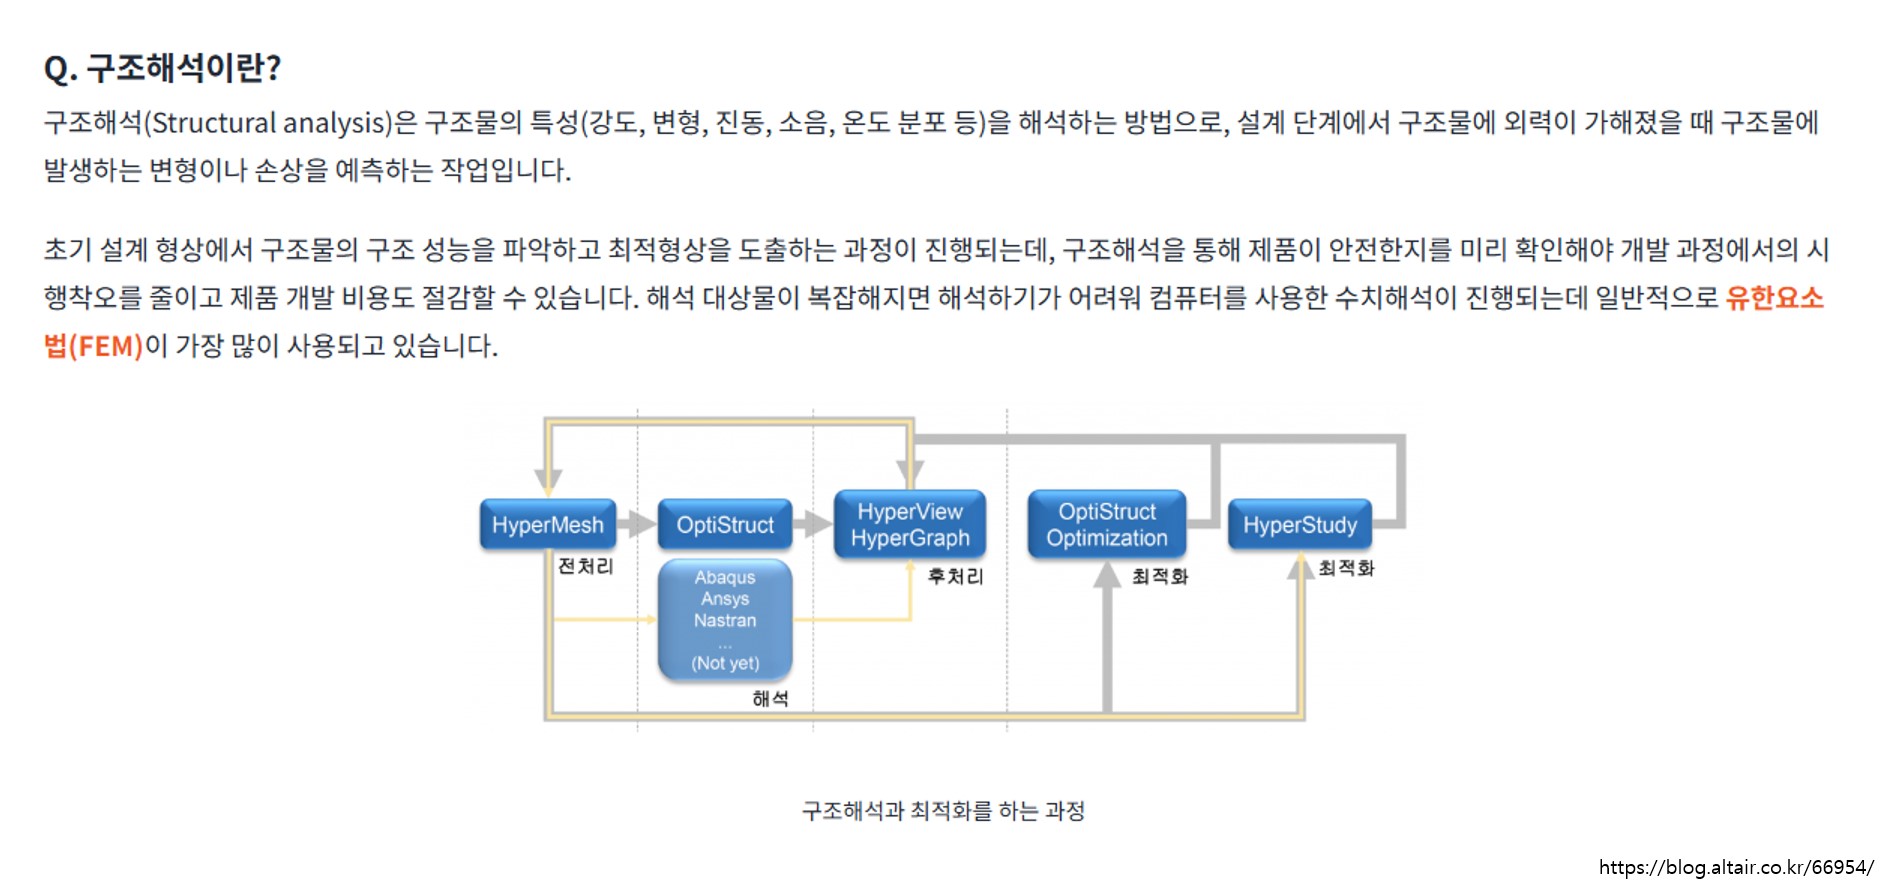 Q. 구조해석이란?
구조해석(Structural analysis)은 구조물의 특성(강도, 변형, 진동, 소음, 온도 분포 등)을 해석하는 방법으로, 설계 단계에서 구조물에 외력이 가해졌을 때 구조물에
발생하는 변형이나 손상을 예측하는 작업입니다.
초기 설계 형상에서 구조물의 구조 성능을 파악하고 최적형상을 도출하는 과정이 진행되는데, 구조해석을 통해 제품이 안전한지를 미리 확인해야 개발 과정에서의 시
행착오를 줄이고 제품 개발 비용도 절감할 수 있습니다. 해석 대상물이 복잡해지면 해석하기가 어려워 컴퓨터를 사용한 수치해석이 진행되는데 일반적으로 유한요소
법(FEM)이 가장 많이 사용되고 있습니다.
HyperMesh
전처리
OptiStruct
Abaqus
Ansys
Nastran
...
(Not yet)
해석
HyperView
HyperGraph
후처리
OptiStruct
Optimization
최적화
HyperStudy
최적화
구조해석과 최적화를 하는 과정
https://blog.altair.co.kr/66954/